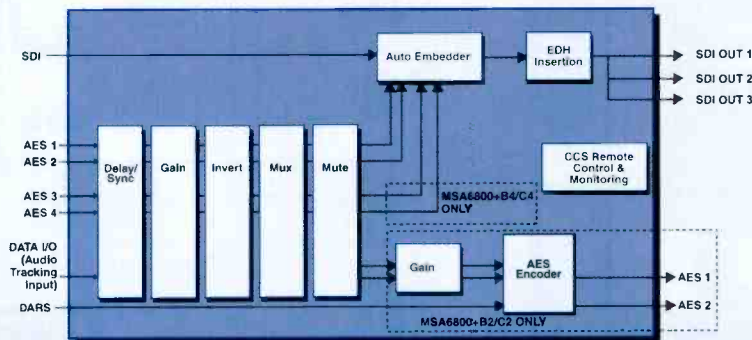 SDI
Auto Embedder
EDH
Insertion
SDI OUT 1
SDI OUT 2
SDI OUT 3
AES 1
AES 2
AES 3
AES 4
DATA I/O
(Audio
Tracking
Input)
DARS
Delay/
Sync
Gain
Invert
Mux
Mute
CCS Remote
Control &
Monitoring
MSA6800+B4/C4
ONLY
Gain
AES
Encoder
AES 1
AES 2
MSA6800+B2/C2 ONLY